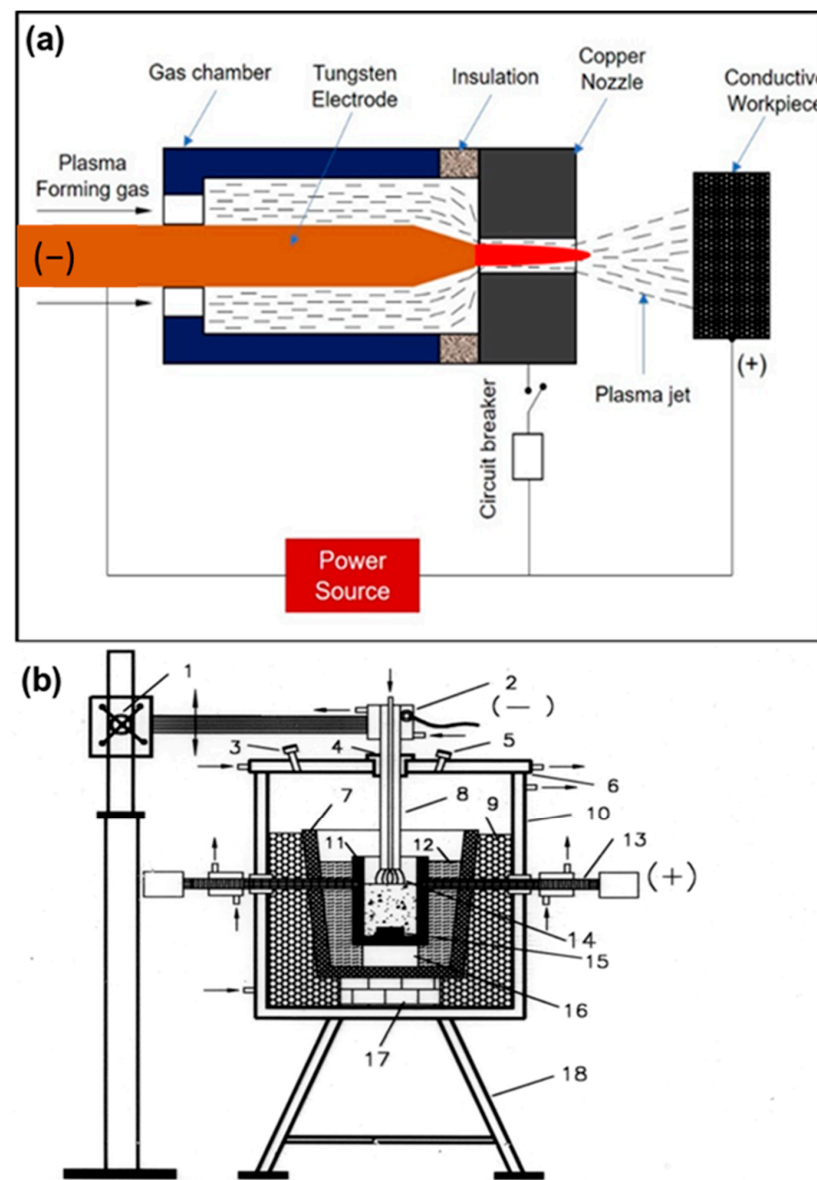 (a)
Gas chamber
Tungsten
Electrode
Insulation
Copper
Nozzle
Conductive
Workpiece
Plasma
Forming gas
(−)
(+)
Plasma jet
Circuit breaker
Power
Source
(b)
1
2
(−)
3
4
5
6
7
8
9
10
11
12
13
(+)
14
15
16
17
18